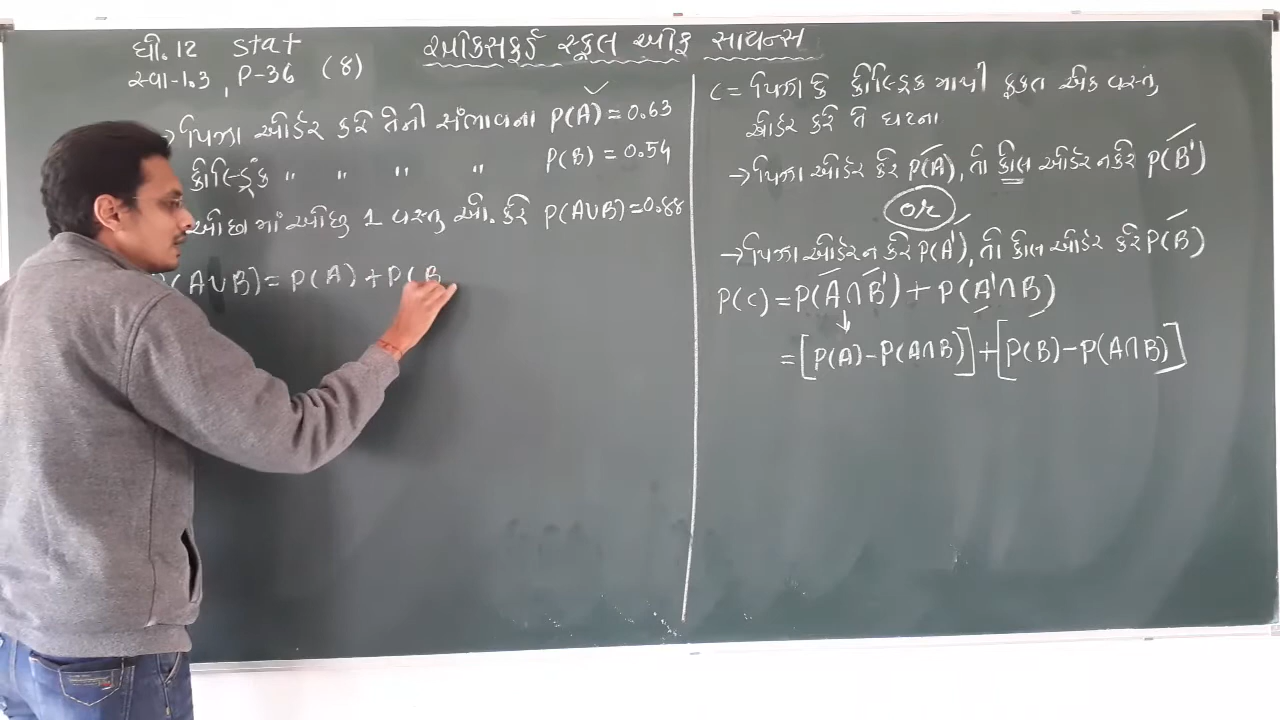 ધો.12 stat
સ્વા-1.3, P-36 (8)
ઓક્સફર્ડ સ્કૂલ ઓફ સાયન્સ
પિઝા ઓર્ડર કરે તેની સંભાવના P(A) = 0.63
કોલ્ડ્રિંક " " " " P(B) = 0.54
ઓછામાં ઓછુ 1 વસ્તુ ઓ. કરે P(A∪B) = 0.88
(A∪B) = P(A) + P(B
C = પિઝા કે કોલ્ડ્રિંક માથી ફક્ત એક વસ્તુ
ઓર્ડર કરે તે ઘટના
→ પિઝા ઓર્ડર કરે P(A), તો કોલ ઓર્ડર ન કરે P(B')
OR
→ પિઝા ઓર્ડર ન કરે P(A'), તો કોલ ઓર્ડર કરે P(B)
P(C) = P(A∩B') + P(A'∩B)
= [P(A) - P(A∩B)] + [P(B) - P(A∩B)]